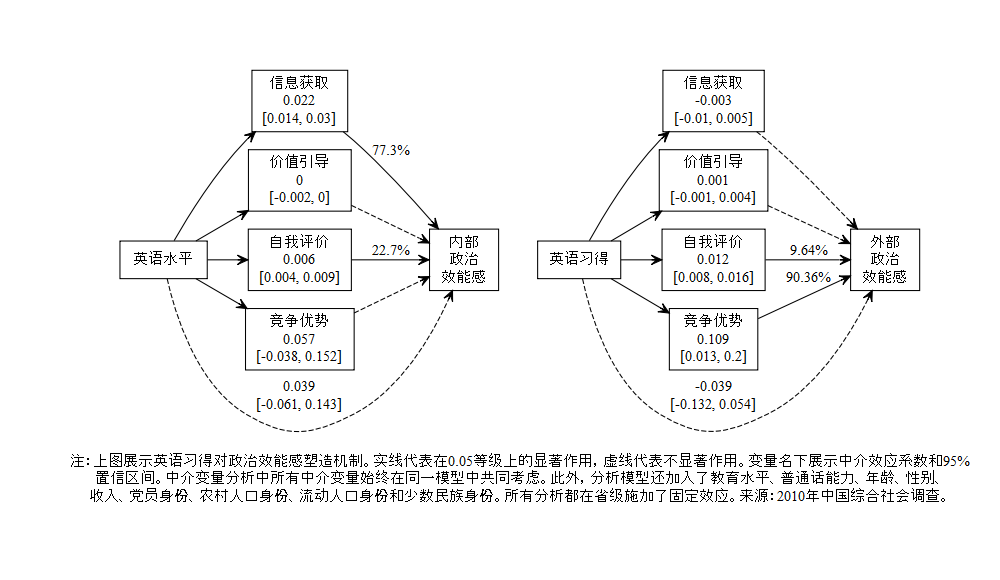 信息获取
0.022
[0.014, 0.03]
77.3%
价值引导
0
[-0.002, 0]
英语水平
自我评价
0.006
[0.004, 0.009]
22.7%
内部
政治
效能感
竞争优势
0.057
[-0.038, 0.152]
0.039
[-0.061, 0.143]
信息获取
-0.003
[-0.01, 0.005]
价值引导
0.001
[-0.001, 0.004]
英语习得
自我评价
0.012
[0.008, 0.016]
9.64%
90.36%
外部
政治
效能感
竞争优势
0.109
[0.013, 0.2]
-0.039
[-0.132, 0.054]
注：上图展示英语习得对政治效能感塑造机制。实线代表在0.05等级上的显著作用，虚线代表不显著作用。变量名下展示中介效应系数和95%
置信区间。中介变量分析中所有中介变量始终在同一模型中共同考虑。此外，分析模型还加入了教育水平、普通话能力、年龄、性别、
收入、党员身份、农村人口身份、流动人口身份和少数民族身份。所有分析都在省级施加了固定效应。来源：2010年中国综合社会调查。